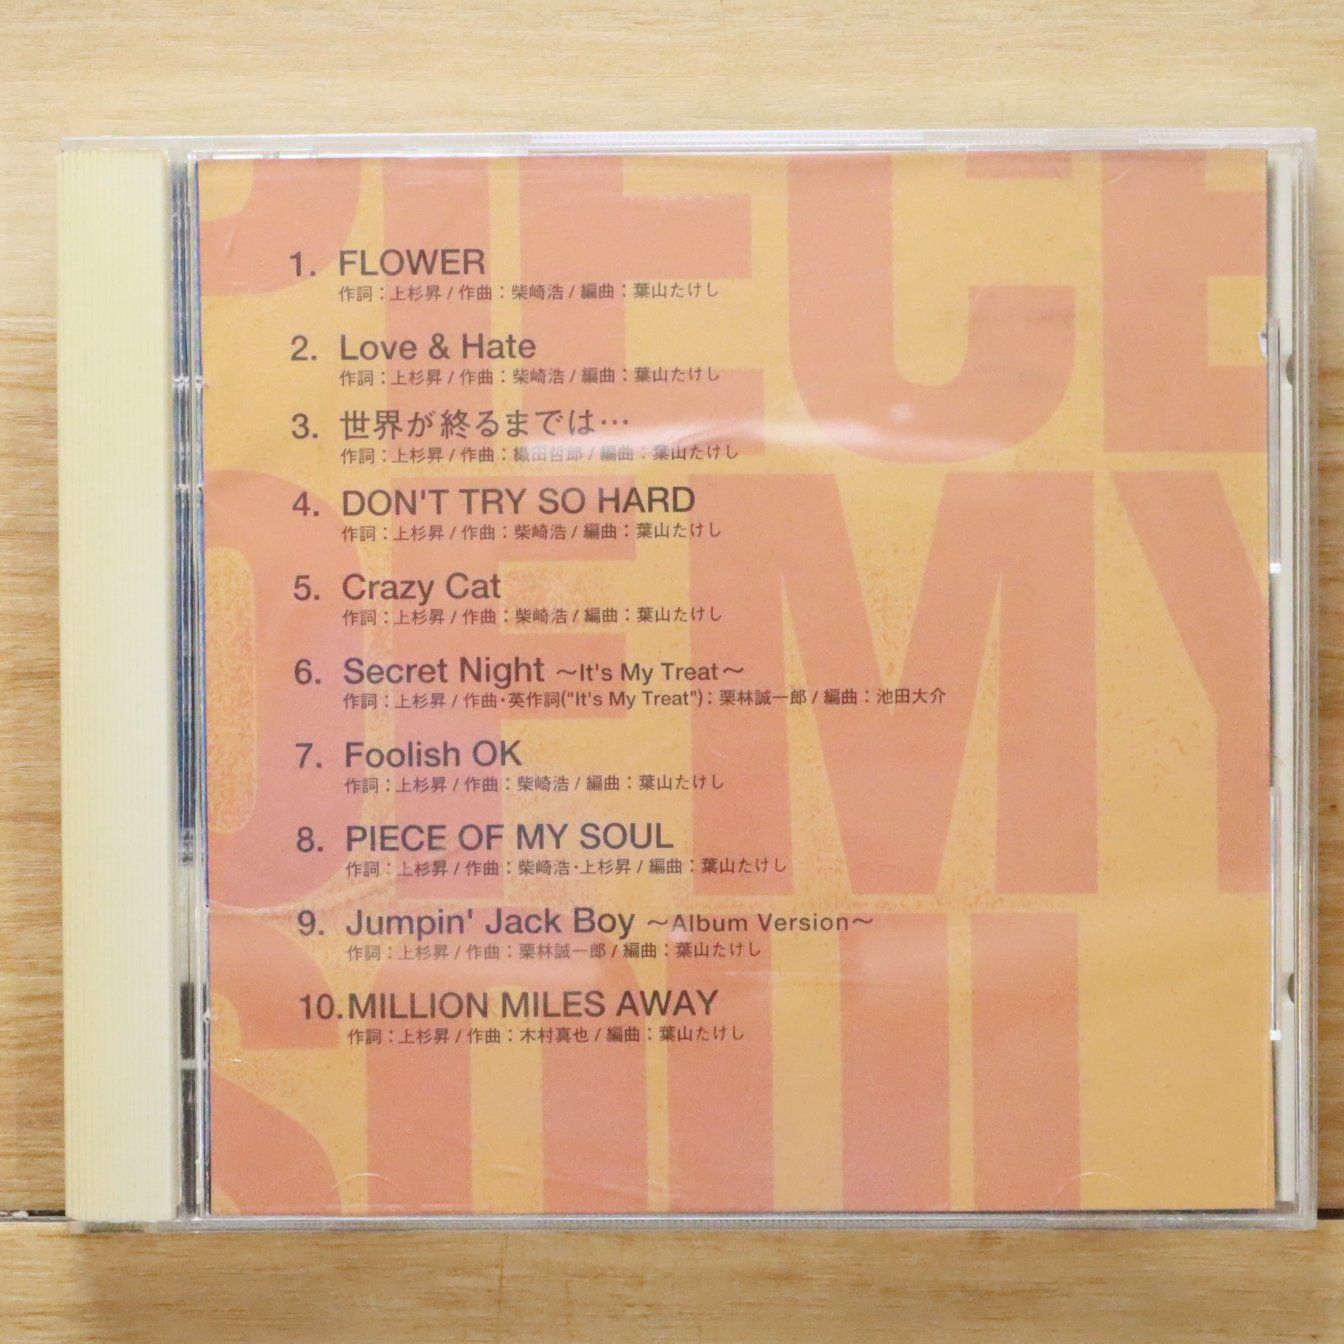 PIECE
OF MY
SOUL
1. FLOWER
作詞：上杉昇 / 作曲：柴崎浩 / 編曲：葉山たけし
2. Love & Hate
作詞：上杉昇 / 作曲：柴崎浩 / 編曲：葉山たけし
3. 世界が終るまでは…
作詞：上杉昇 / 作曲：織田哲郎 / 編曲：葉山たけし
4. DON'T TRY SO HARD
作詞：上杉昇 / 作曲：柴崎浩 / 編曲：葉山たけし
5. Crazy Cat
作詞：上杉昇 / 作曲：柴崎浩 / 編曲：葉山たけし
6. Secret Night ～It's My Treat～
作詞：上杉昇 / 作曲・英作詞("It's My Treat")：栗林誠一郎 / 編曲：池田大介
7. Foolish OK
作詞：上杉昇 / 作曲：柴崎浩 / 編曲：葉山たけし
8. PIECE OF MY SOUL
作詞：上杉昇 / 作曲：柴崎浩・上杉昇 / 編曲：葉山たけし
9. Jumpin' Jack Boy ～Album Version～
作詞：上杉昇 / 作曲：栗林誠一郎 / 編曲：葉山たけし
10. MILLION MILES AWAY
作詞：上杉昇 / 作曲：木村真也 / 編曲：葉山たけし